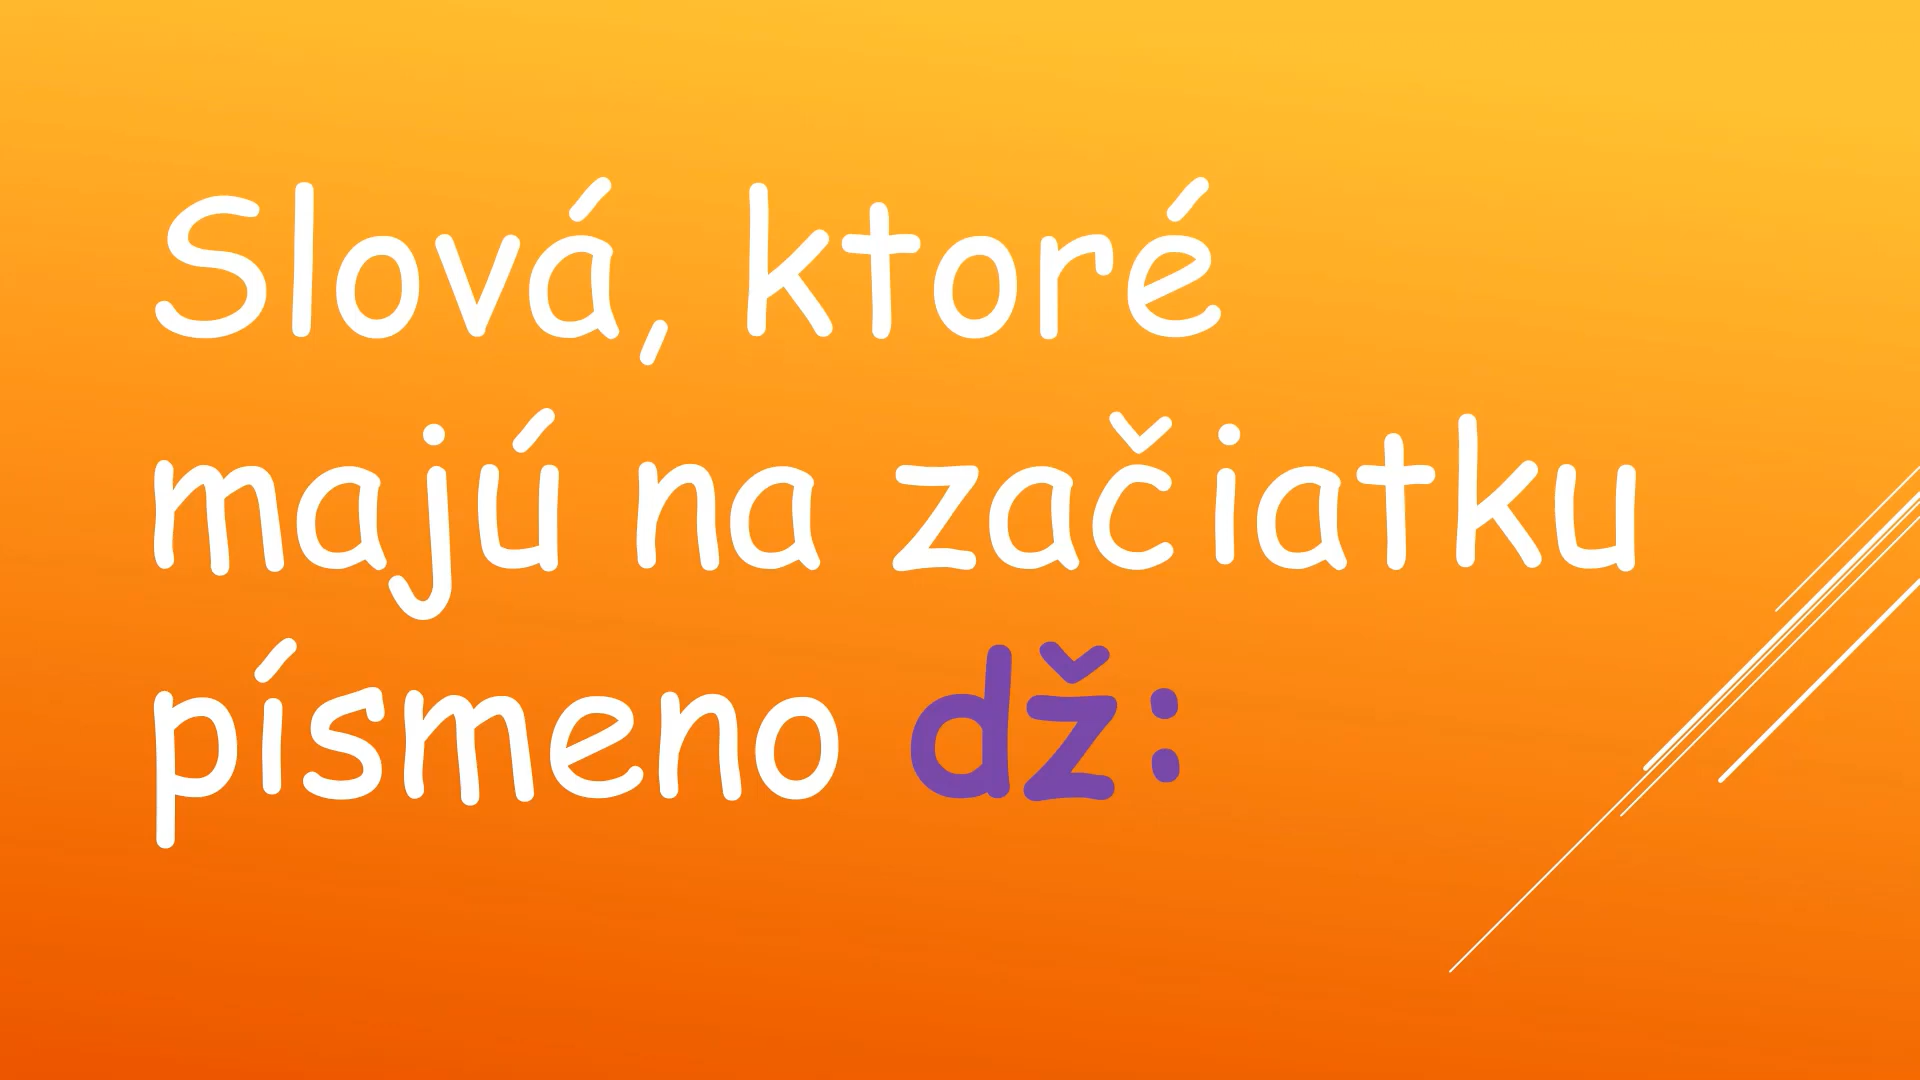 Slová, ktoré
majú na začiatku
písmeno dž: